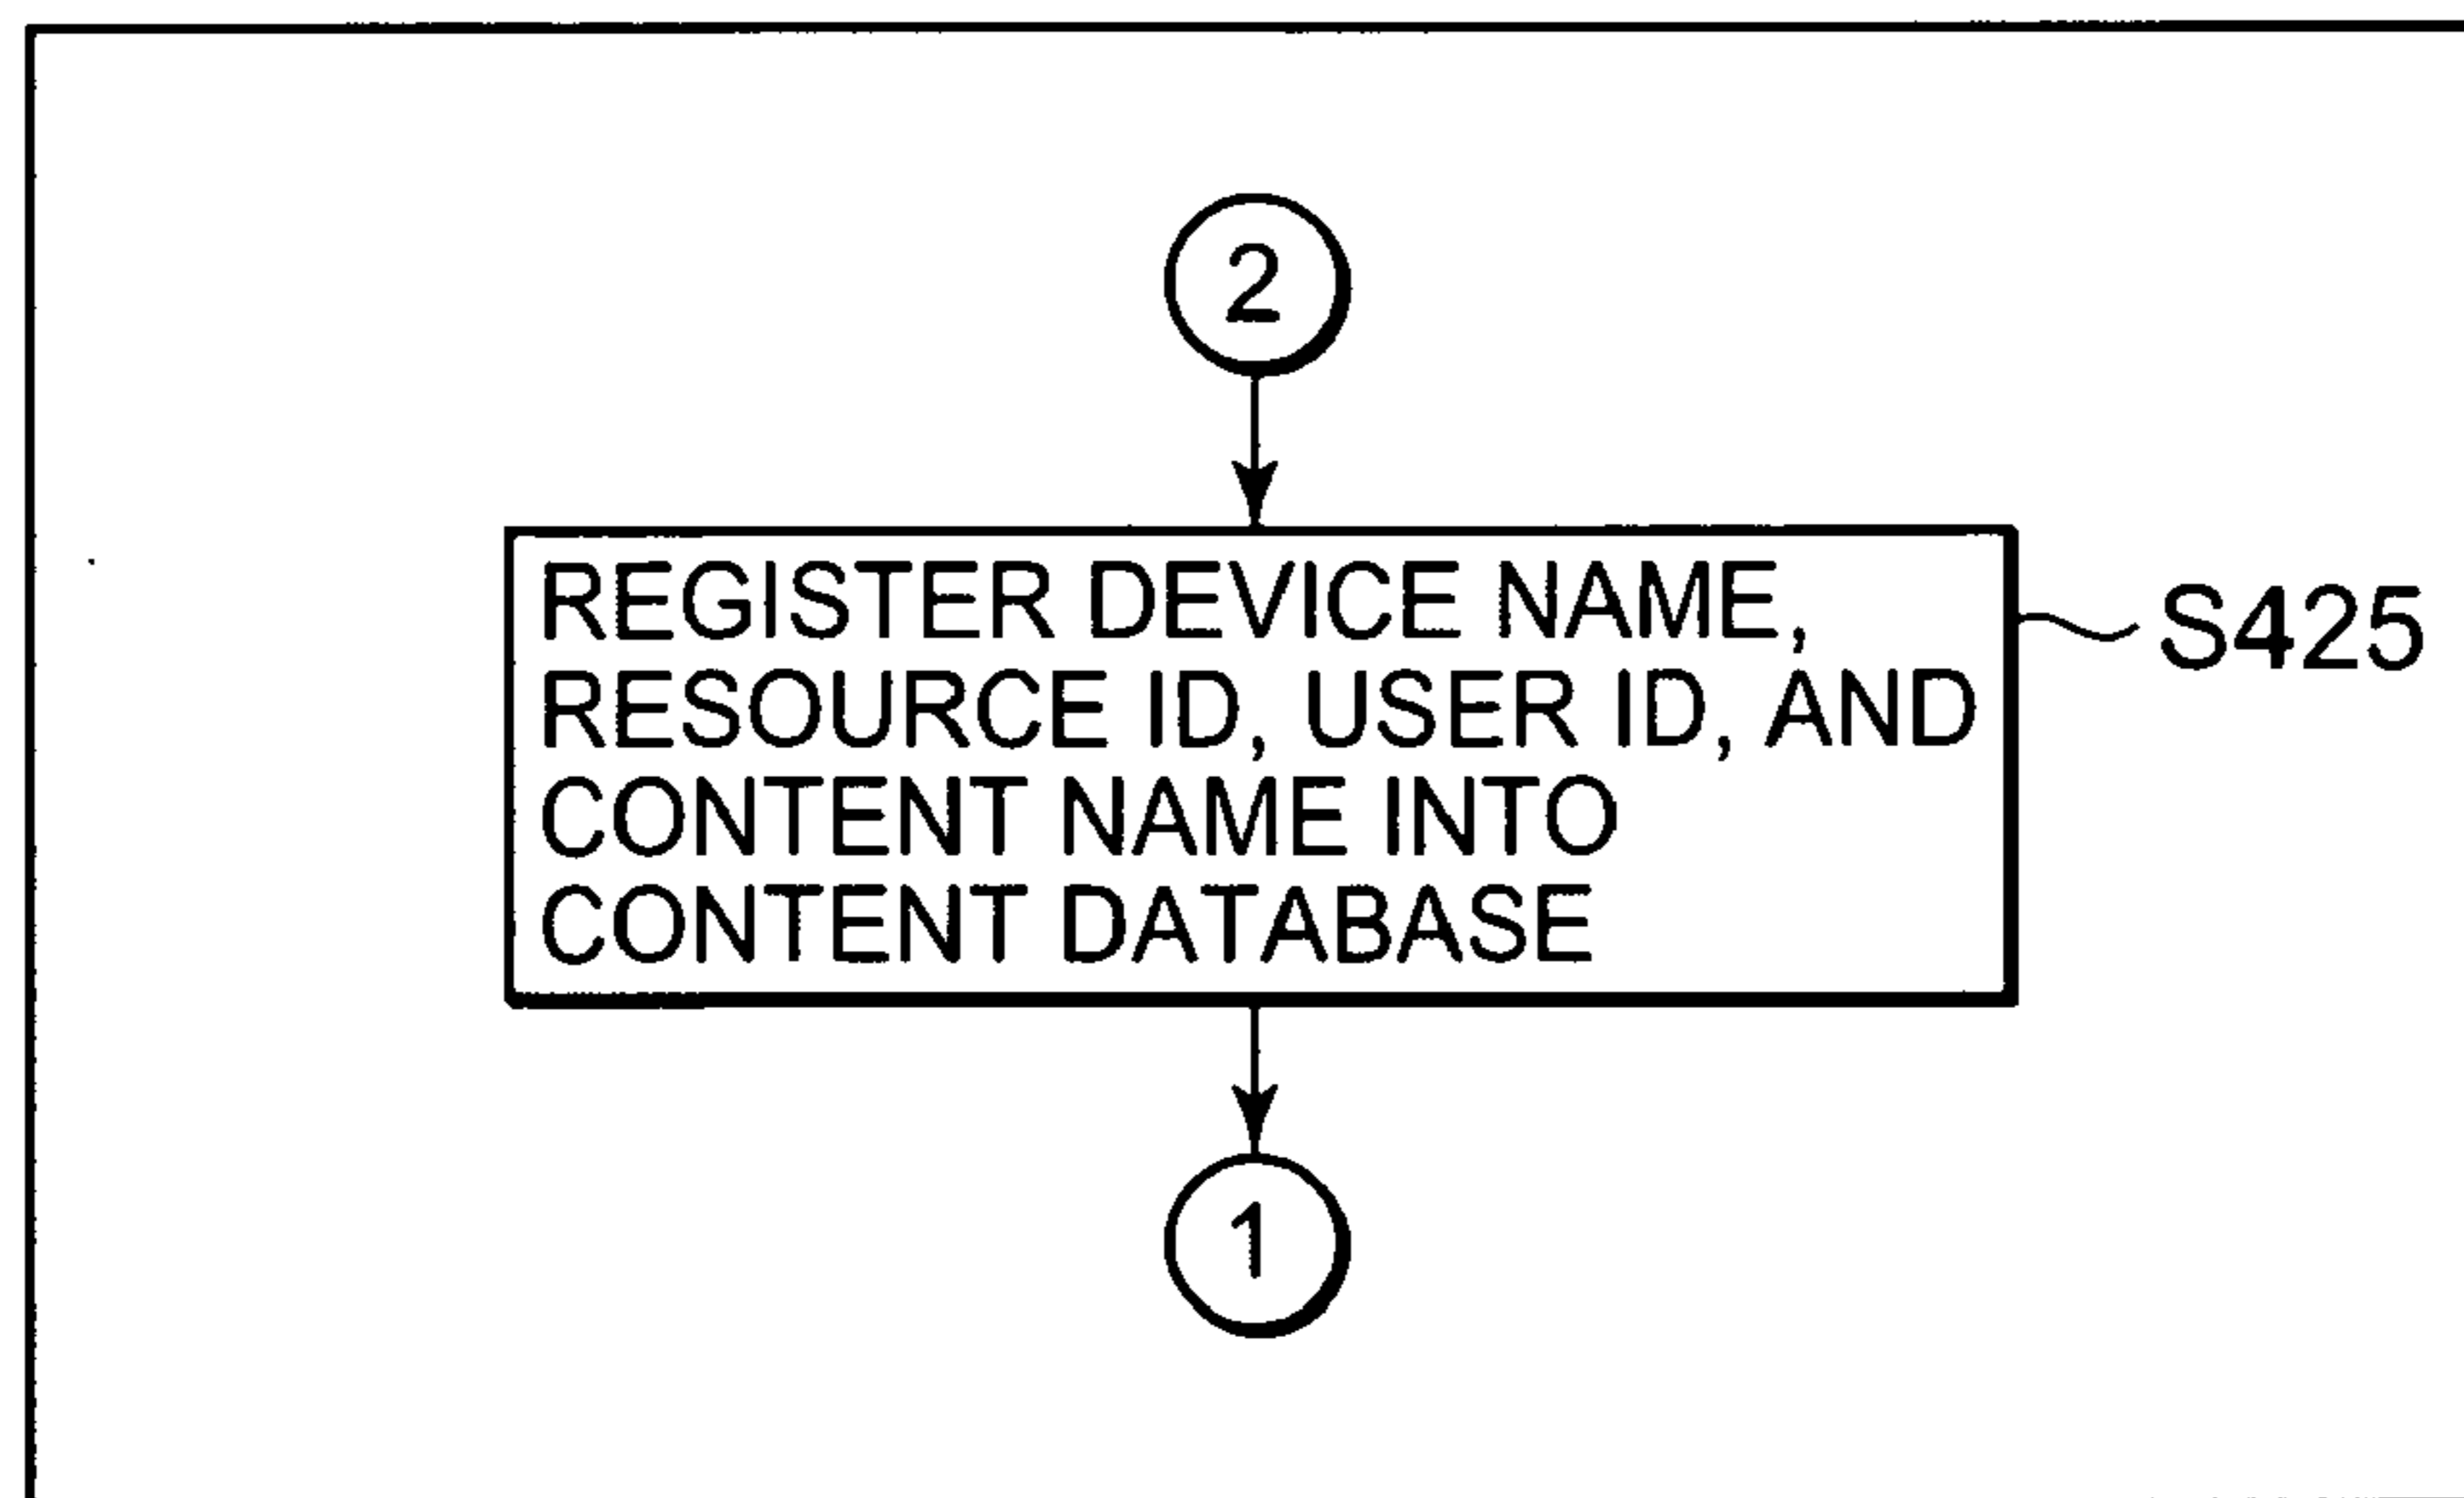 2
REGISTER DEVICE NAME,
RESOURCE ID, USER ID, AND
CONTENT NAME INTO
CONTENT DATABASE
S425
1